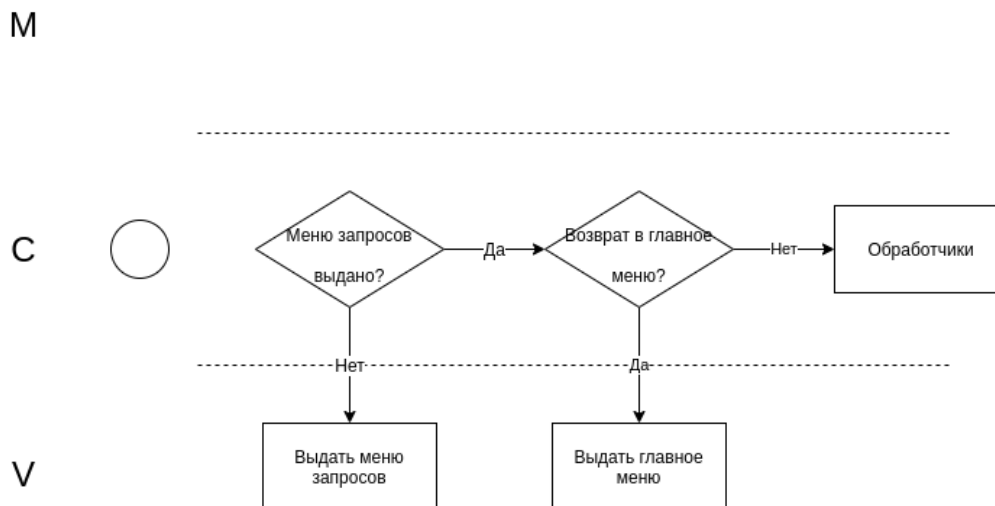 M
C
Меню запросов
выдано?
Да
Возврат в главное
меню?
Нет
Обработчики
Нет
Да
V
Выдать меню
запросов
Выдать главное
меню